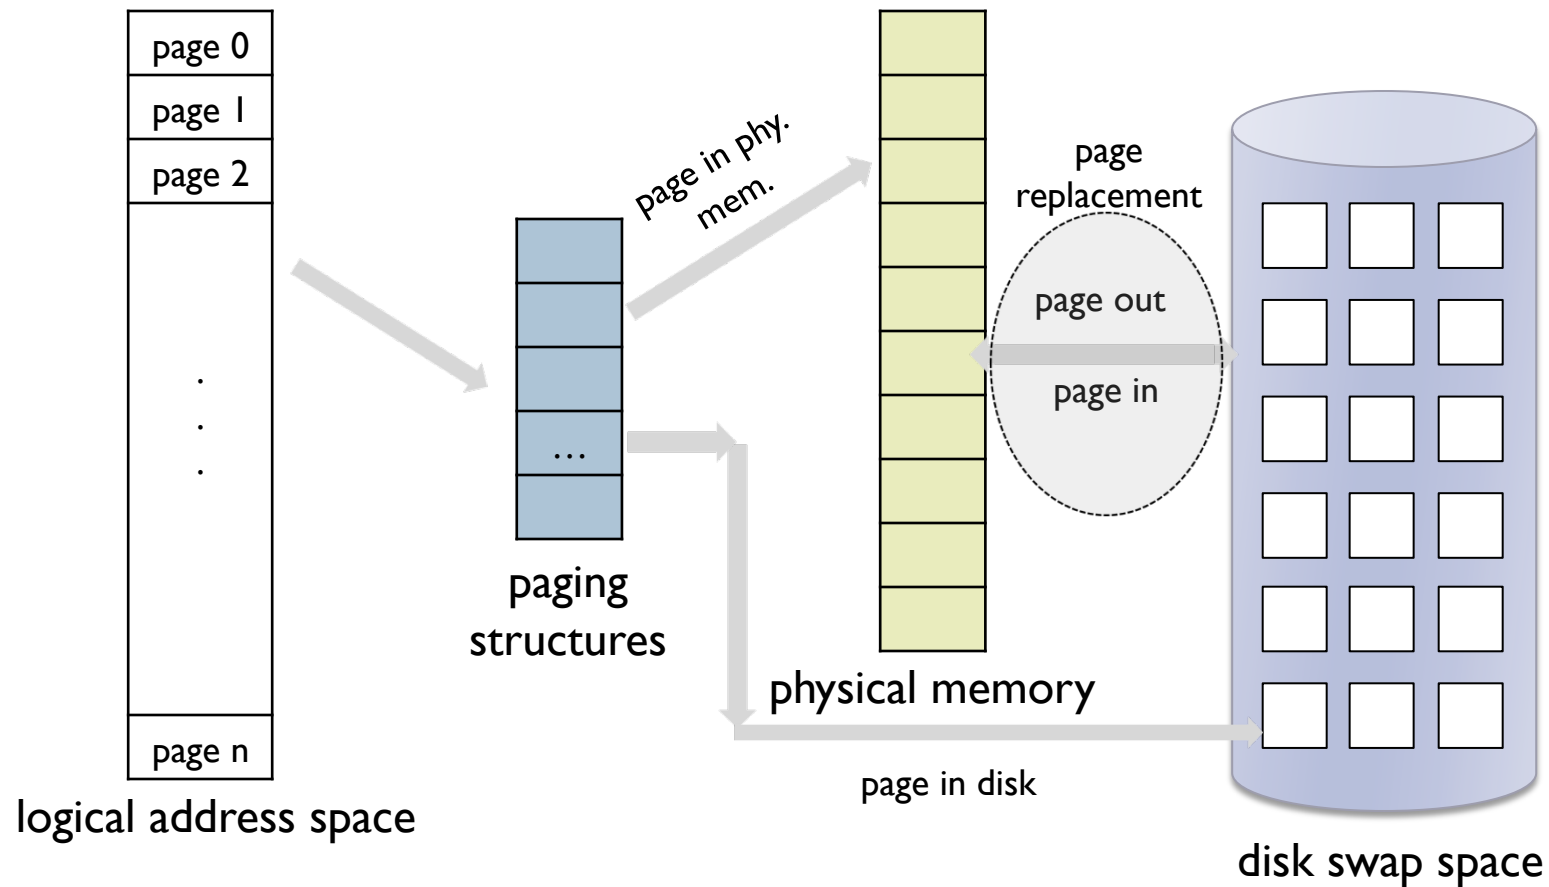 page 0
page 1
page 2
.
.
.
page n
logical address space
...
paging
structures
page in phy.
mem.
physical memory
page
replacement
page out
page in
page in disk
disk swap space